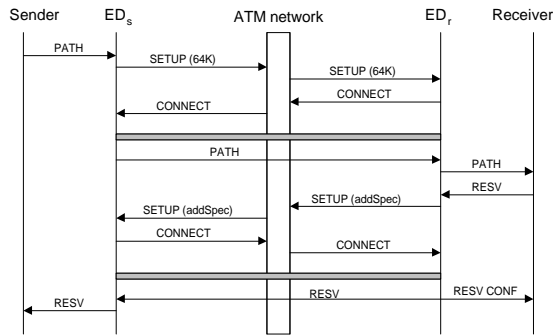 Sender EDs ATM network EDr Receiver
PATH
SETUP (64K)
SETUP (64K)
CONNECT
CONNECT
PATH
PATH
RESV
SETUP (addSpec)
SETUP (addSpec)
CONNECT
CONNECT
RESV RESV CONF
RESV